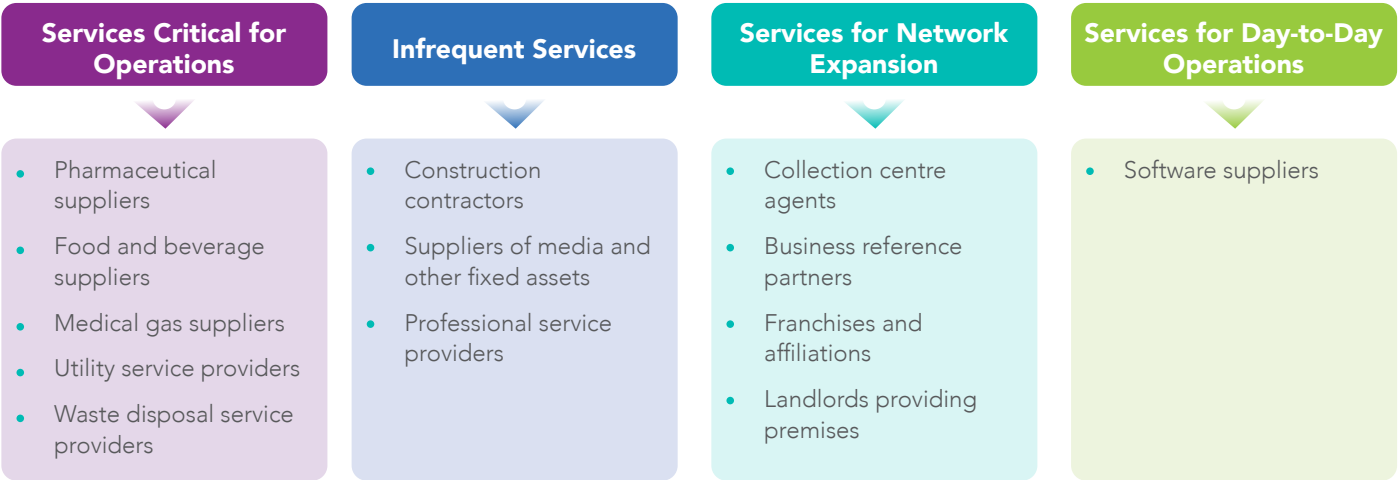 Services Critical for
Operations
• Pharmaceutical
suppliers
• Food and beverage
suppliers
• Medical gas suppliers
• Utility service providers
• Waste disposal service
providers
Infrequent Services
• Construction
contractors
• Suppliers of media and
other fixed assets
• Professional service
providers
Services for Network
Expansion
• Collection centre
agents
• Business reference
partners
• Franchises and
affiliations
• Landlords providing
premises
Services for Day-to-Day
Operations
• Software suppliers